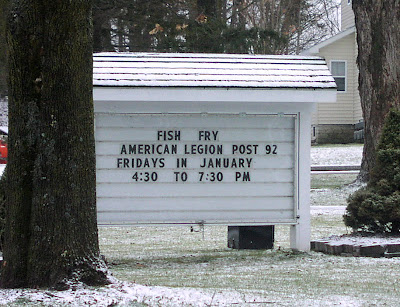 FISH FRY
AMERICAN LEGION POST 92
FRIDAYS IN JANUARY
4:30 TO 7:30 PM